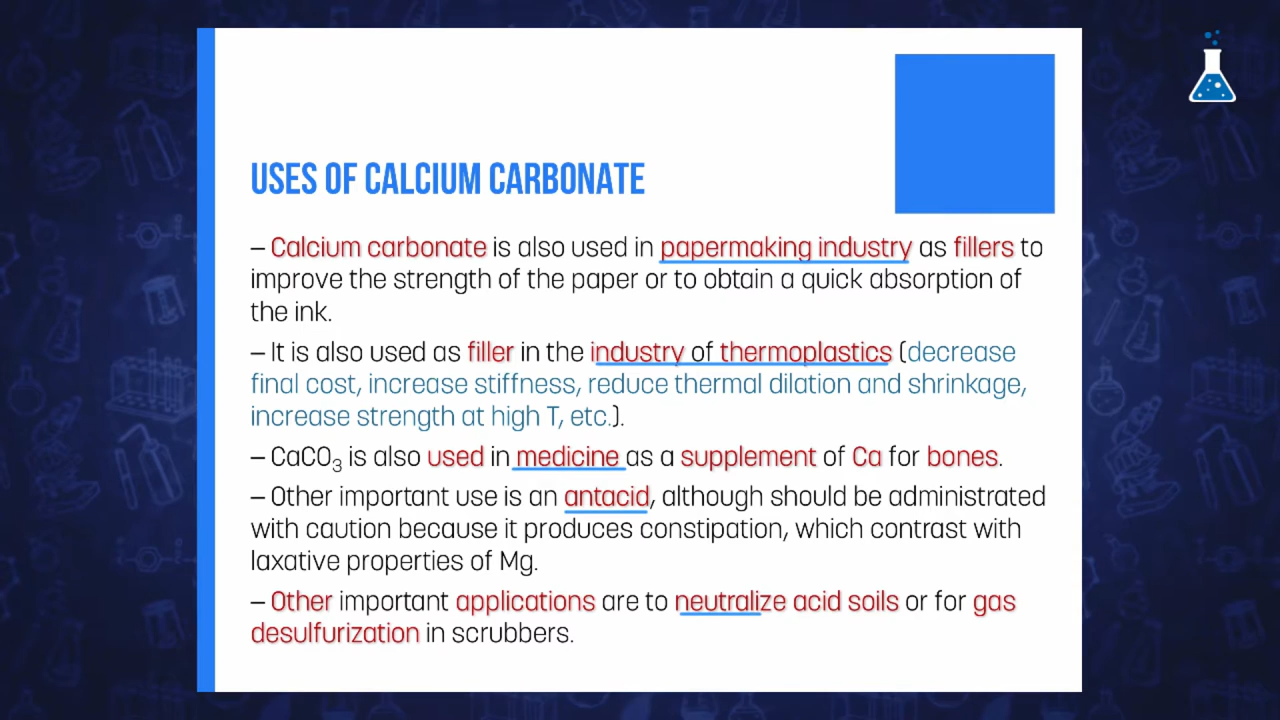 USES OF CALCIUM CARBONATE
– Calcium carbonate is also used in papermaking industry as fillers to
improve the strength of the paper or to obtain a quick absorption of
the ink.
– It is also used as filler in the industry of thermoplastics (decrease
final cost, increase stiffness, reduce thermal dilation and shrinkage,
increase strength at high T, etc.).
– CaCO₃ is also used in medicine as a supplement of Ca for bones.
– Other important use is an antacid, although should be administrated
with caution because it produces constipation, which contrast with
laxative properties of Mg.
– Other important applications are to neutralize acid soils or for gas
desulfurization in scrubbers.